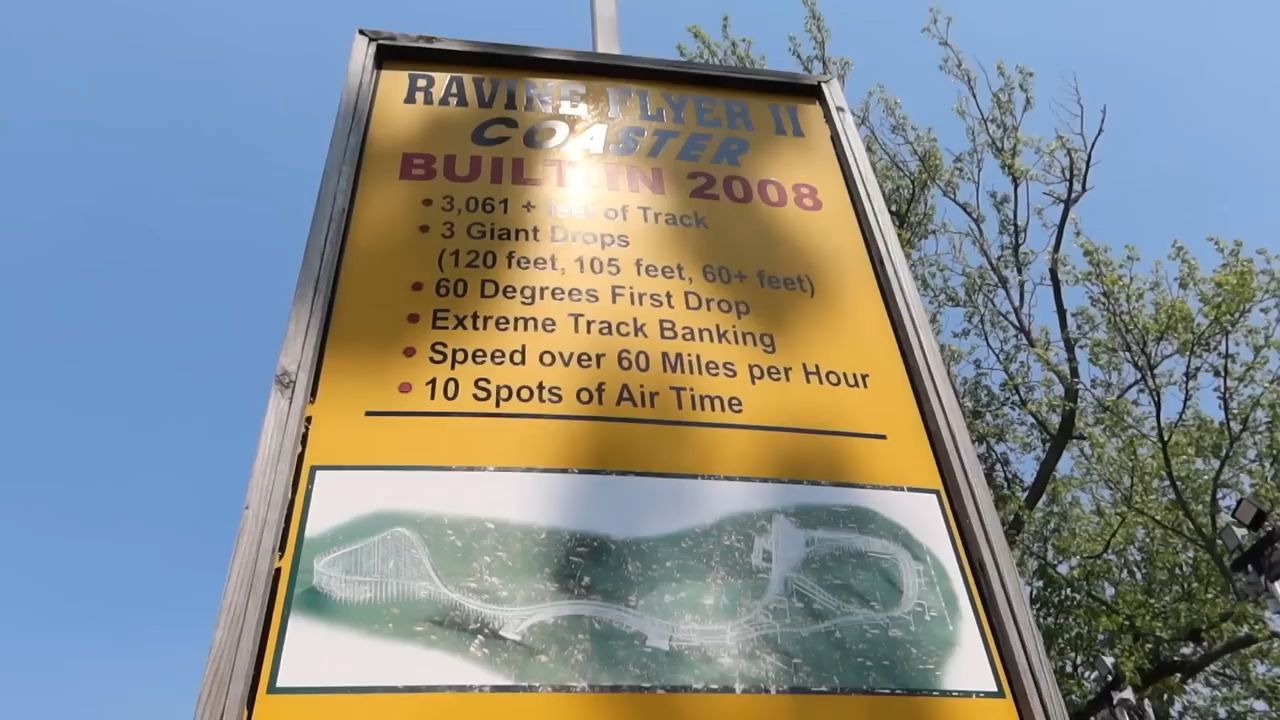 RAVINE FLYER II
COASTER
BUILT IN 2008
• 3,061 + feet of Track
• 3 Giant Drops
(120 feet, 105 feet, 60+ feet)
• 60 Degrees First Drop
• Extreme Track Banking
• Speed over 60 Miles per Hour
• 10 Spots of Air Time